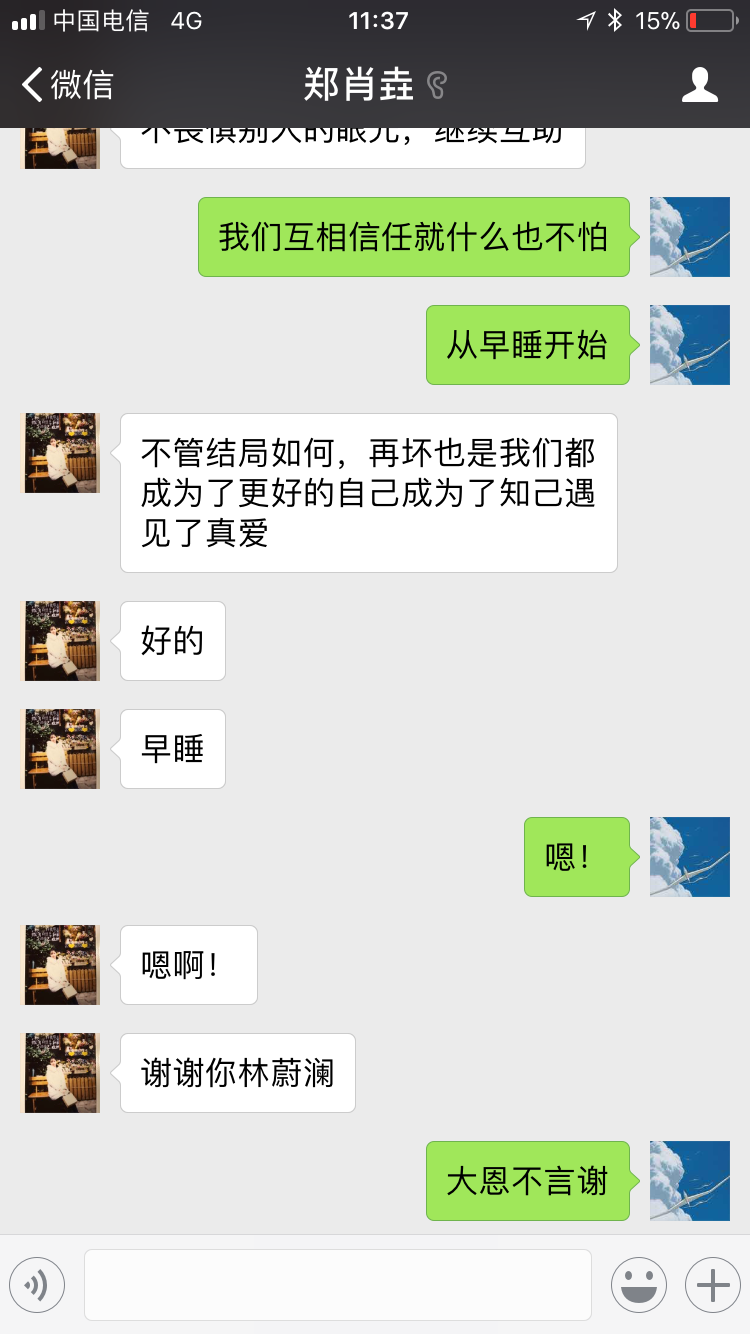 中国电信 4G 11:37 15%
微信 郑肖垚
不畏惧别人的眼光，继续互助
我们互相信任就什么也不怕
从早睡开始
不管结局如何，再坏也是我们都
成为了更好的自己成为了知己遇
见了真爱
好的
早睡
嗯！
嗯啊！
谢谢你林蔚澜
大恩不言谢